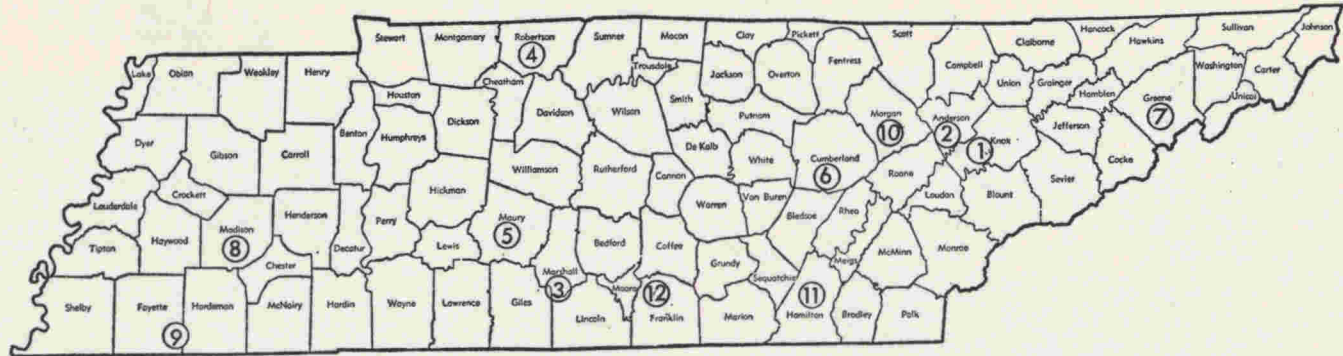 Lake
Obion
Weakley
Henry
Stewart
Montgomery
Robertson
④
Sumner
Macon
Trousdale
Clay
Pickett
Scott
Campbell
Claiborne
Hancock
Hawkins
Sullivan
Johnson
Washington
Carter
Unicoi
Greene
⑦
Hamblen
Grainger
Union
Fentress
Overton
Jackson
Smith
Wilson
Davidson
Cheatham
Houston
Dickson
Humphreys
Benton
Carroll
Gibson
Dyer
Crockett
Lauderdale
Tipton
Haywood
Madison
⑧
Henderson
Chester
Decatur
Perry
Hickman
Lewis
Williamson
Maury
⑤
Rutherford
Cannon
De Kalb
Putnam
White
Cumberland
⑥
Morgan
⑩
Anderson
②
Knox
①
Jefferson
Cocke
Sevier
Blount
Loudon
Roane
Rhea
Van Buren
Bledsoe
Warren
Coffee
Bedford
Marshall
③
Moore
Grundy
Sequatchie
Meigs
McMinn
Monroe
Shelby
Fayette
⑨
Hardeman
McNairy
Hardin
Wayne
Lawrence
Giles
Lincoln
⑫
Franklin
Marion
⑪
Hamilton
Bradley
Polk